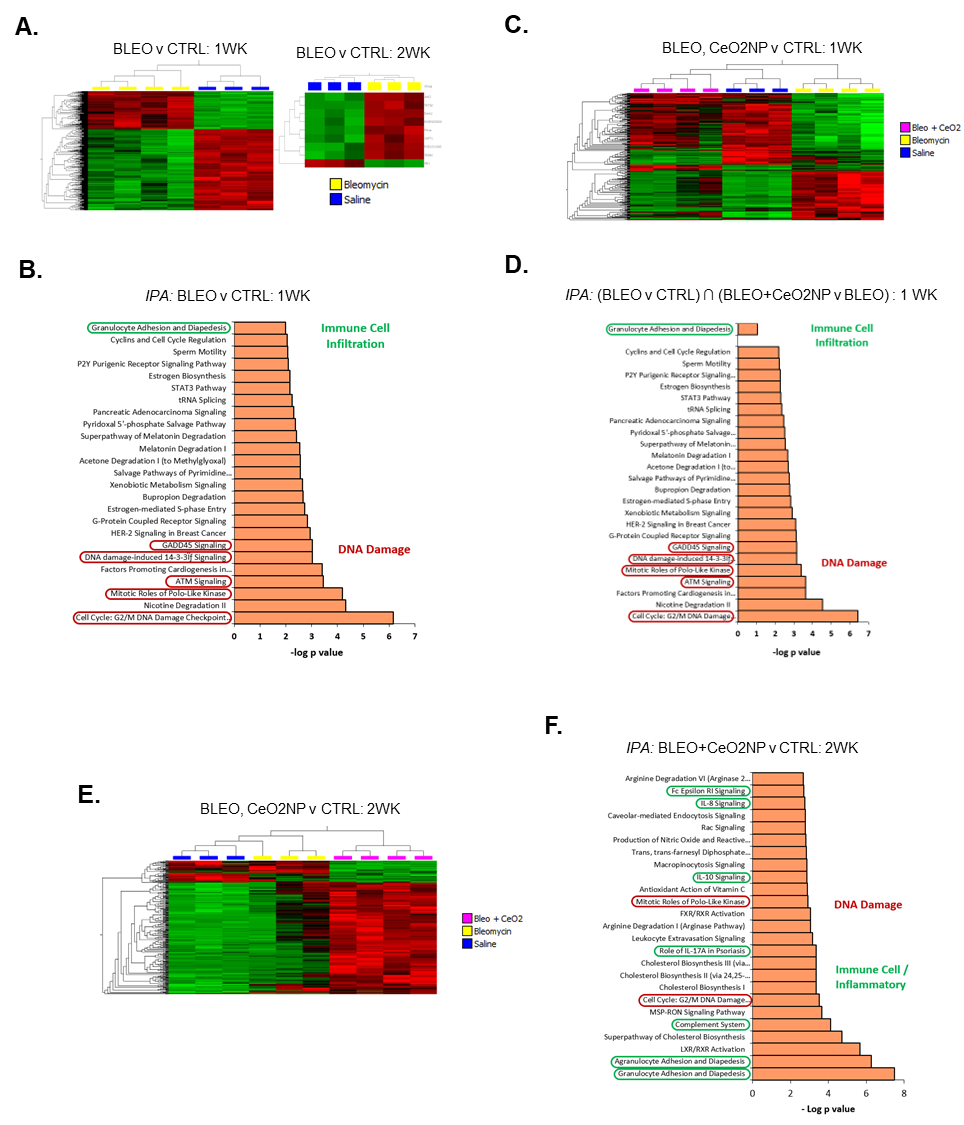 A.
BLEO v CTRL: 1WK
BLEO v CTRL: 2WK
Bleomycin
Saline
C.
BLEO, CeO2NP v CTRL: 1WK
Bleo + CeO2
Bleomycin
Saline
B.
IPA: BLEO v CTRL: 1WK
Granulocyte Adhesion and Diapedesis
Cyclins and Cell Cycle Regulation
Sperm Motility
P2Y Purigenic Receptor Signaling Pathway
Estrogen Biosynthesis
STAT3 Pathway
tRNA Splicing
Pancreatic Adenocarcinoma Signaling
Pyridoxal 5'-phosphate Salvage Pathway
Superpathway of Melatonin Degradation
Melatonin Degradation I
Acetone Degradation I (to Methylglyoxal)
Salvage Pathways of Pyrimidine...
Xenobiotic Metabolism Signaling
Bupropion Degradation
Estrogen-mediated S-phase Entry
G-Protein Coupled Receptor Signaling
HER-2 Signaling in Breast Cancer
GADD45 Signaling
DNA damage-induced 14-3-3lf Signaling
Factors Promoting Cardiogenesis in...
ATM Signaling
Mitotic Roles of Polo-Like Kinase
Nicotine Degradation II
Cell Cycle: G2/M DNA Damage Checkpoint...
Immune Cell
Infiltration
DNA Damage
0 1 2 3 4 5 6 7
-log p value
D.
IPA: (BLEO v CTRL) ∩ (BLEO+CeO2NP v BLEO) : 1 WK
Granulocyte Adhesion and Diapedesis
Cyclins and Cell Cycle Regulation
Sperm Motility
P2Y Purigenic Receptor Signaling...
Estrogen Biosynthesis
STAT3 Pathway
tRNA Splicing
Pancreatic Adenocarcinoma Signaling
Pyridoxal 5'-phosphate Salvage...
Superpathway of Melatonin...
Melatonin Degradation I
Acetone Degradation I (to...
Salvage Pathways of Pyrimidine...
Bupropion Degradation
Estrogen-mediated S-phase Entry
Xenobiotic Metabolism Signaling
HER-2 Signaling in Breast Cancer
G-Protein Coupled Receptor Signaling
GADD45 Signaling
DNA damage-induced 14-3-3lf...
Mitotic Roles of Polo-Like Kinase
ATM Signaling
Factors Promoting Cardiogenesis in...
Nicotine Degradation II
Cell Cycle: G2/M DNA Damage...
Immune Cell
Infiltration
DNA Damage
0 1 2 3 4 5 6 7
-log p value
E.
BLEO, CeO2NP v CTRL: 2WK
Bleo + CeO2
Bleomycin
Saline
F.
IPA: BLEO+CeO2NP v CTRL: 2WK
Arginine Degradation VI (Arginase 2...
Fc Epsilon RI Signaling
IL-8 Signaling
Caveolar-mediated Endocytosis Signaling
Rac Signaling
Production of Nitric Oxide and Reactive...
Trans, trans-farnesyl Diphosphate...
Macropinocytosis Signaling
IL-10 Signaling
Antioxidant Action of Vitamin C
Mitotic Roles of Polo-Like Kinase
FXR/RXR Activation
Arginine Degradation I (Arginase Pathway)
Leukocyte Extravasation Signaling
Role of IL-17A in Psoriasis
Cholesterol Biosynthesis III (via...
Cholesterol Biosynthesis II (via 24,25-...
Cholesterol Biosynthesis I
Cell Cycle: G2/M DNA Damage...
MSP-RON Signaling Pathway
Complement System
Superpathway of Cholesterol Biosynthesis
LXR/RXR Activation
Agranulocyte Adhesion and Diapedesis
Granulocyte Adhesion and Diapedesis
DNA Damage
Immune Cell /
Inflammatory
0 2 4 6 8
- Log p value